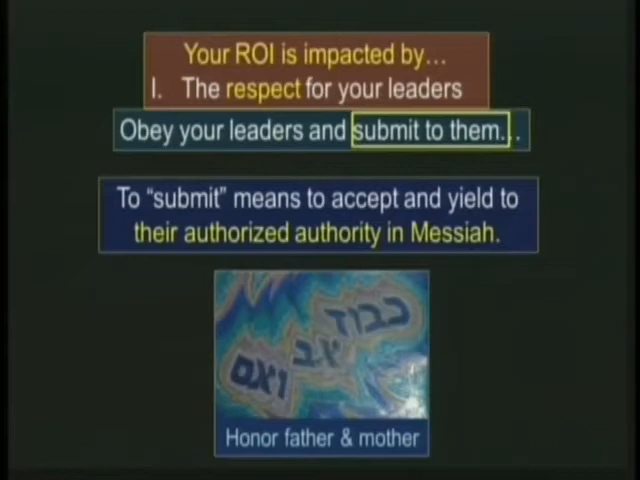 Your ROI is impacted by…
I. The respect for your leaders
Obey your leaders and submit to them…
To “submit” means to accept and yield to
their authorized authority in Messiah.
כבוד
אב
ואם
Honor father & mother